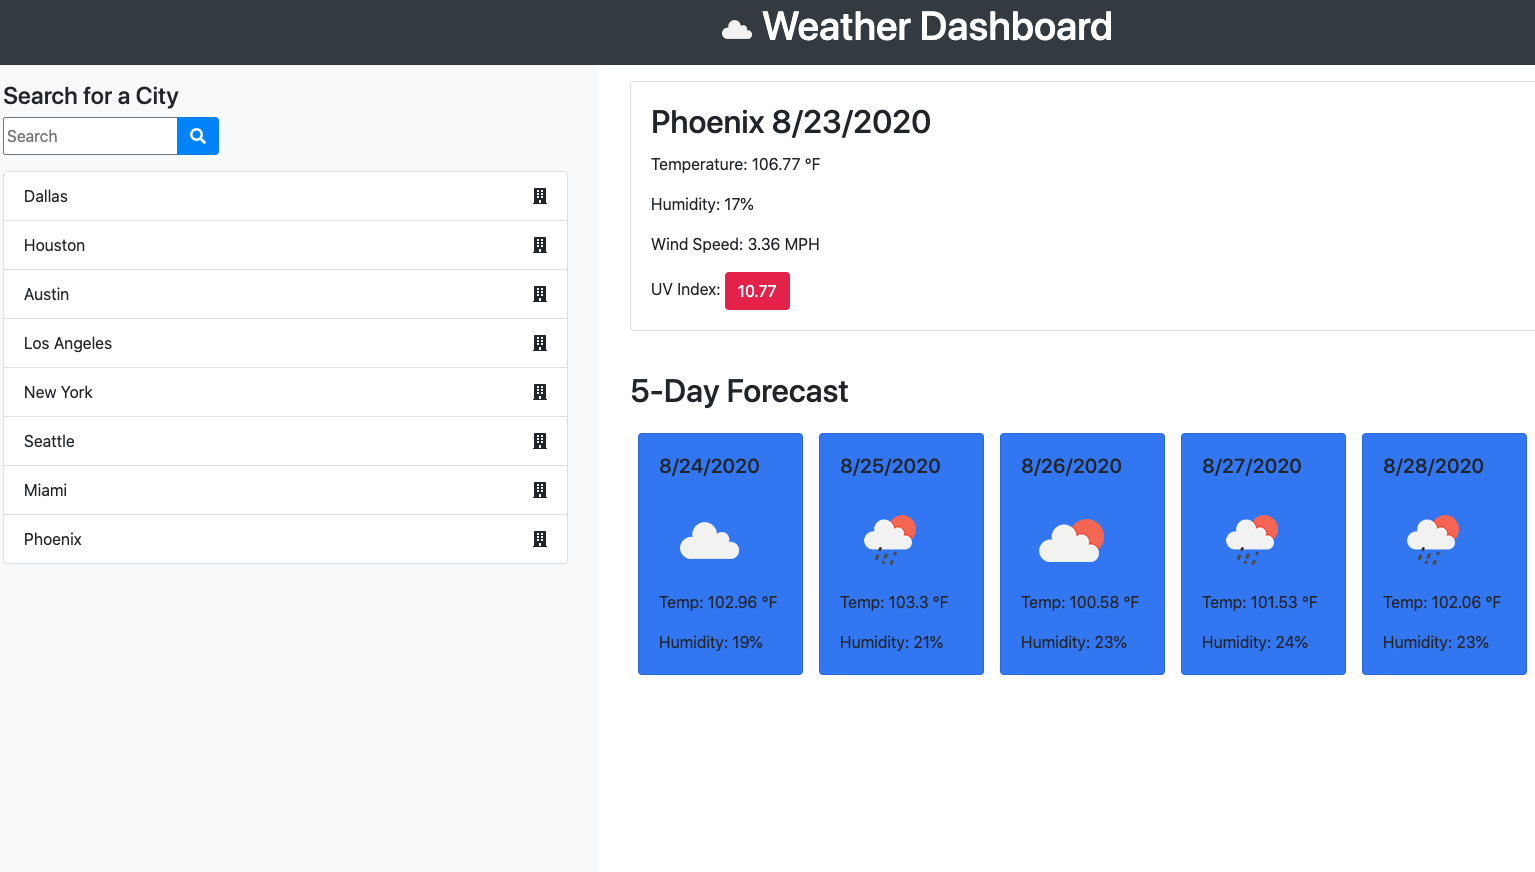 Weather Dashboard
Search for a City
Search
Dallas
Houston
Austin
Los Angeles
New York
Seattle
Miami
Phoenix
Phoenix 8/23/2020
Temperature: 106.77 °F
Humidity: 17%
Wind Speed: 3.36 MPH
UV Index: 10.77
5-Day Forecast
8/24/2020
Temp: 102.96 °F
Humidity: 19%
8/25/2020
Temp: 103.3 °F
Humidity: 21%
8/26/2020
Temp: 100.58 °F
Humidity: 23%
8/27/2020
Temp: 101.53 °F
Humidity: 24%
8/28/2020
Temp: 102.06 °F
Humidity: 23%